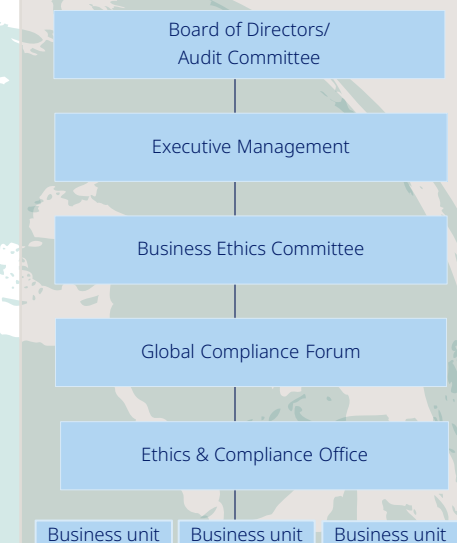 Board of Directors/
Audit Committee
Executive Management
Business Ethics Committee
Global Compliance Forum
Ethics & Compliance Office
Business unit
Business unit
Business unit